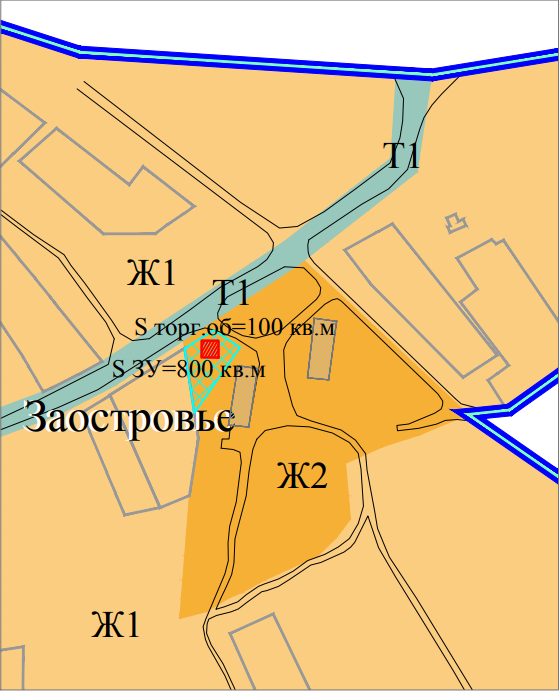 Т1
Ж1
Т1
S торг.об=100 кв.м
S ЗУ=800 кв.м
Заостровье
Ж2
Ж1